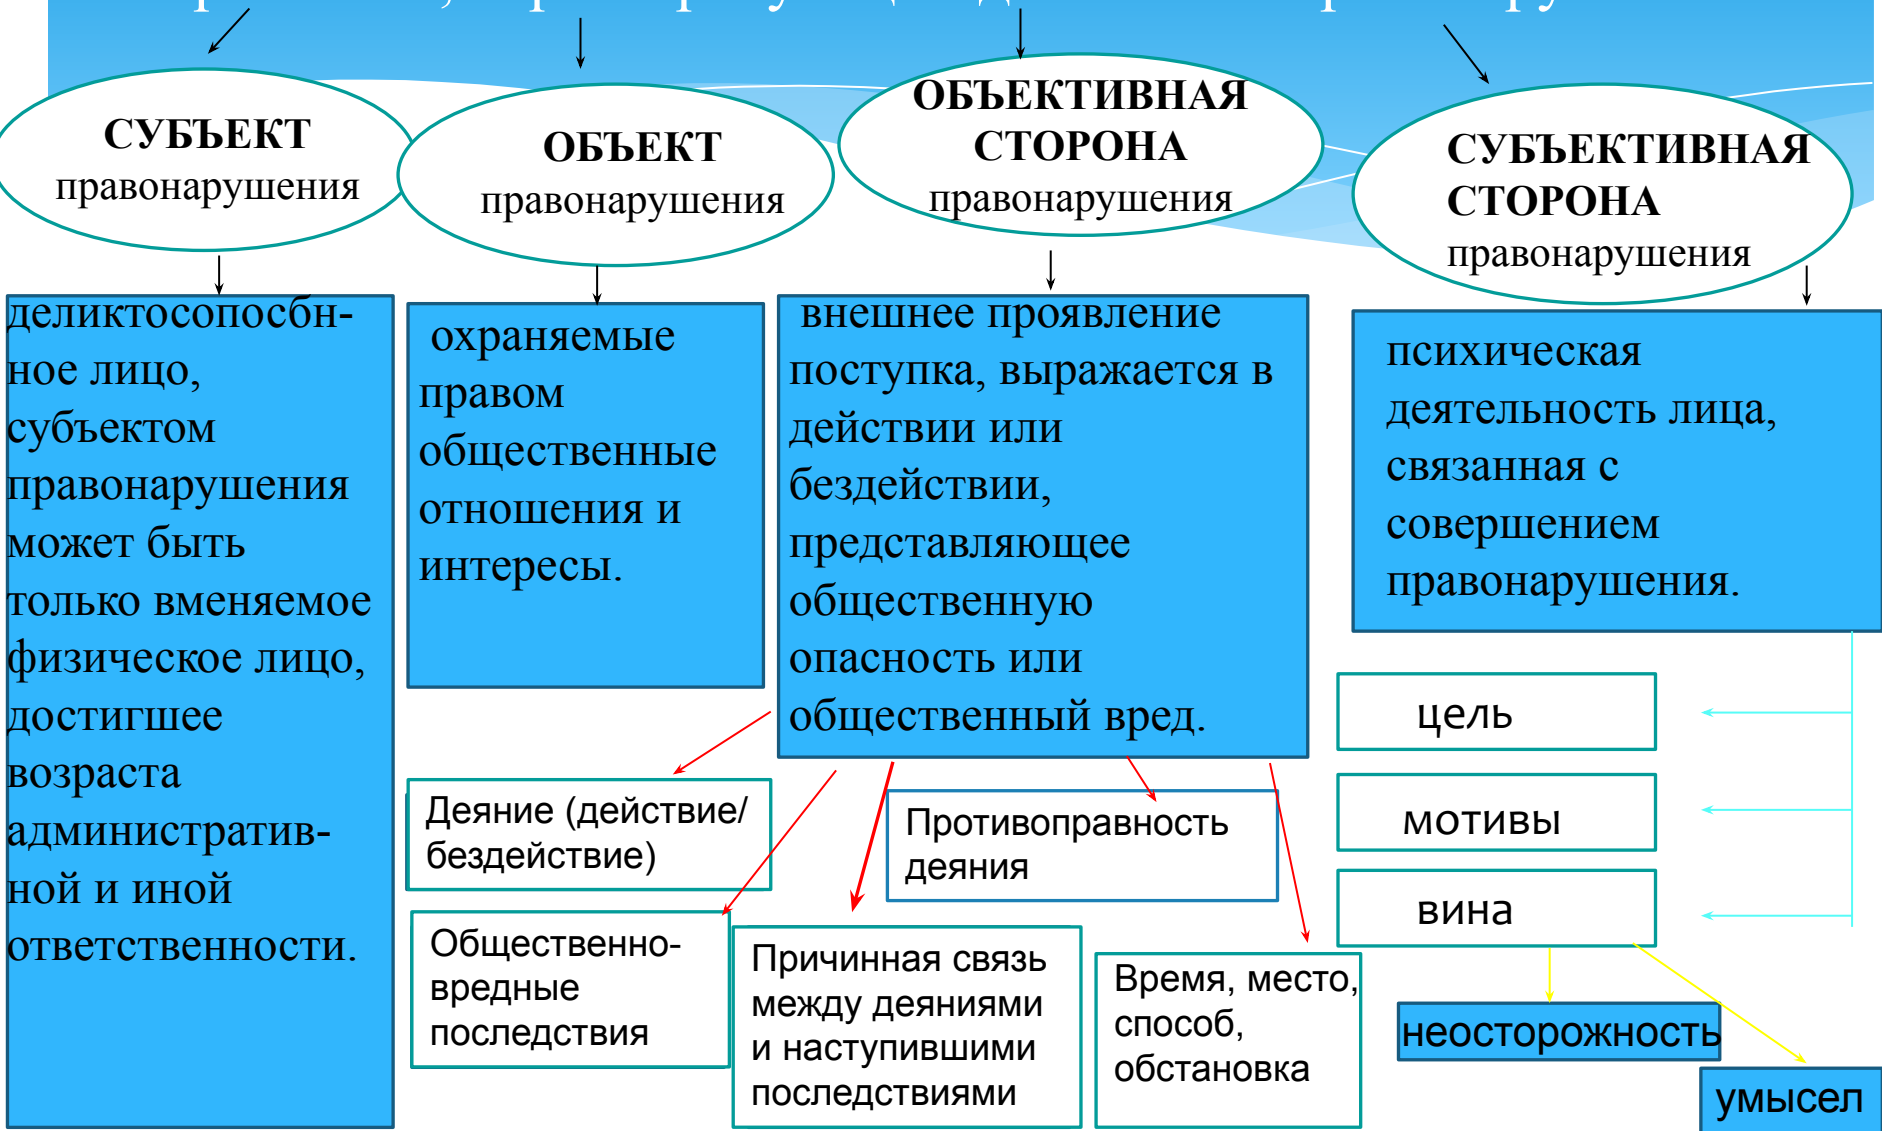 СУБЪЕКТ
правонарушения
ОБЪЕКТ
правонарушения
ОБЪЕКТИВНАЯ
СТОРОНА
правонарушения
СУБЪЕКТИВНАЯ
СТОРОНА
правонарушения
деликтосопосбн-
ное лицо,
субъектом
правонарушения
может быть
только вменяемое
физическое лицо,
достигшее
возраста
административ-
ной и иной
ответственности.
охраняемые
правом
общественные
отношения и
интересы.
внешнее проявление
поступка, выражается в
действии или
бездействии,
представляющее
общественную
опасность или
общественный вред.
психическая
деятельность лица,
связанная с
совершением
правонарушения.
Деяние (действие/
бездействие)
Общественно-
вредные
последствия
Причинная связь
между деяниями
и наступившими
последствиями
Противоправность
деяния
Время, место,
способ,
обстановка
цель
мотивы
вина
неосторожность
умысел